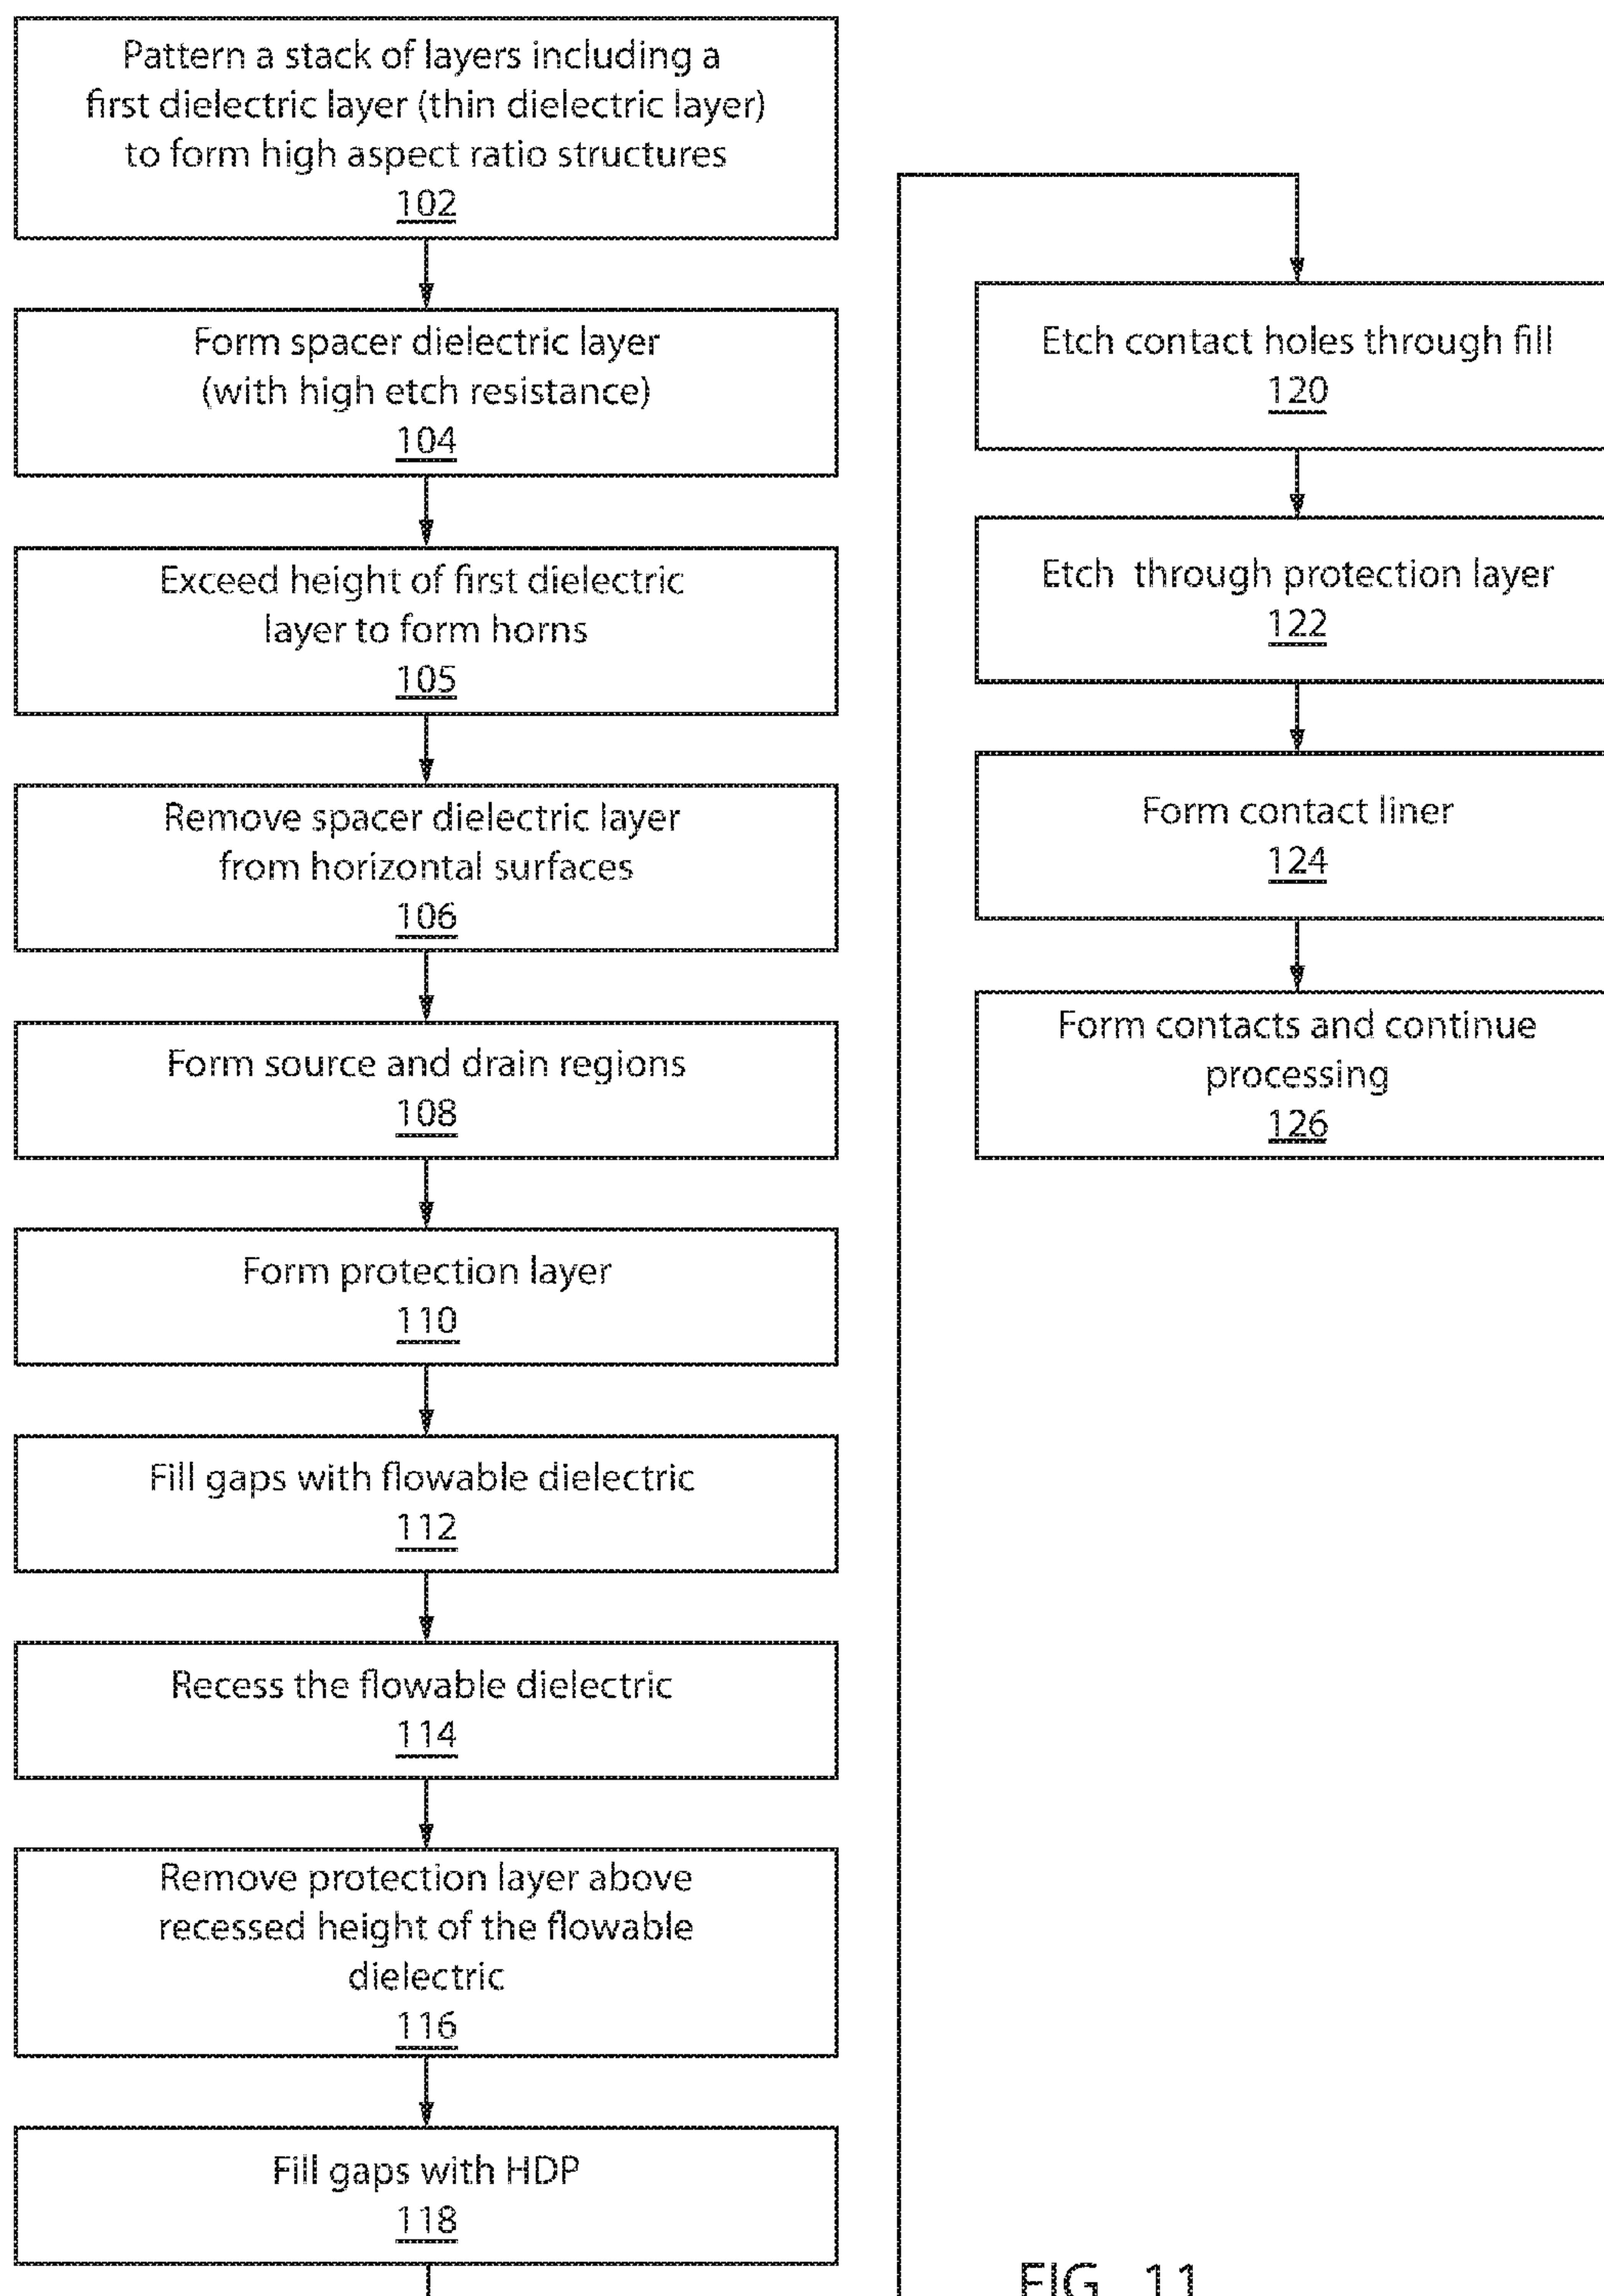 Pattern a stack of layers including a
first dielectric layer (thin dielectric layer)
to form high aspect ratio structures
102
Form spacer dielectric layer
(with high etch resistance)
104
Exceed height of first dielectric
layer to form horns
105
Remove spacer dielectric layer
from horizontal surfaces
106
Form source and drain regions
108
Form protection layer
110
Fill gaps with flowable dielectric
112
Recess the flowable dielectric
114
Remove protection layer above
recessed height of the flowable
dielectric
116
Fill gaps with HDP
118
Etch contact holes through fill
120
Etch through protection layer
122
Form contact liner
124
Form contacts and continue
processing
126
FIG. 11